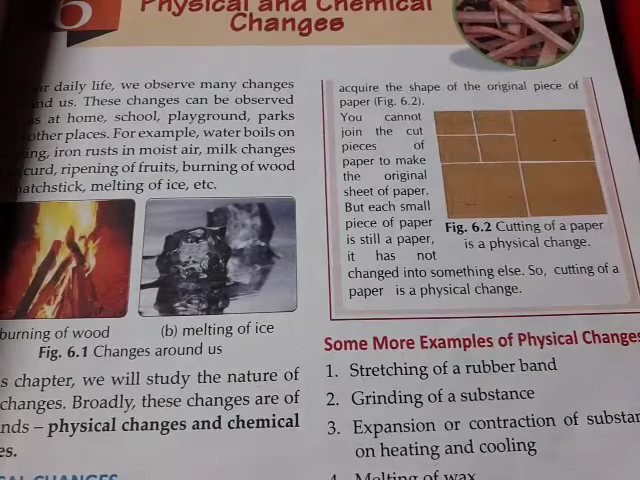 6
Physical and Chemical
Changes
daily life, we observe many changes
us. These changes can be observed
at home, school, playground, parks
other places. For example, water boils on
iron rusts in moist air, milk changes
curd, ripening of fruits, burning of wood
matchstick, melting of ice, etc.
burning of wood
(b) melting of ice
Fig. 6.1 Changes around us
chapter, we will study the nature of
changes. Broadly, these changes are of
– physical changes and chemical
acquire the shape of the original piece of
paper (Fig. 6.2).
You cannot
join the cut
pieces of
paper to make
the original
sheet of paper.
But each small
piece of paper
is still a paper,
it has not
Fig. 6.2 Cutting of a paper
is a physical change.
changed into something else. So, cutting of a
paper is a physical change.
Some More Examples of Physical Changes
1. Stretching of a rubber band
2. Grinding of a substance
3. Expansion or contraction of
on heating and cooling
4. Melting of wax